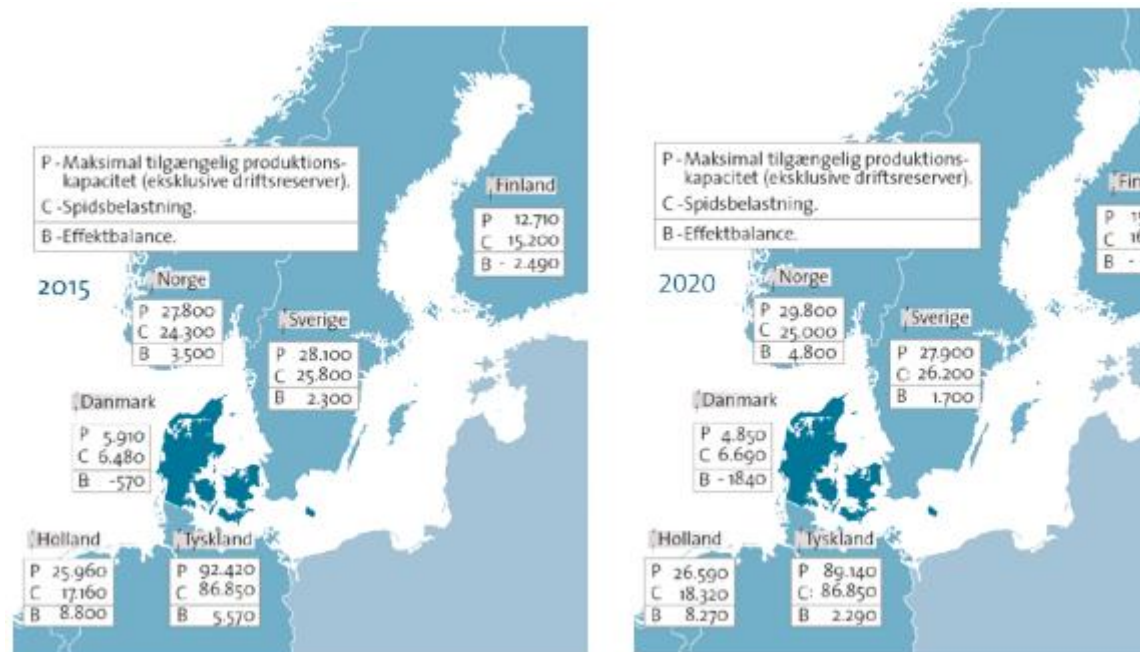 P - Maksimal tilgængelig produktions-
kapacitet (eksklusive driftsreserver).
C - Spidsbelastning.
B - Effektbalance.
2015
Finland
P 12.710
C 15.200
B - 2.490
Norge
P 27.800
C 24.300
B 3.500
Sverige
P 28.100
C 25.800
B 2.300
Danmark
P 5.910
C 6.480
B: -570
Holland
P 25.960
C 17.160
B 8.800
Tyskland
P 92.420
C 86.850
B 5.570
P - Maksimal tilgængelig produktions-
kapacitet (eksklusive driftsreserver).
C - Spidsbelastning.
B - Effektbalance.
2020
P
C
B -
Norge
P 29.800
C 25.000
B 4.800
Sverige
P 27.900
C: 26.200
B 1.700
Danmark
P 4.850
C 6.690
B - 1840
Holland
P 26.590
C 18.320
B 8.270
Tyskland
P 89.140
C: 86.850
B 2.290